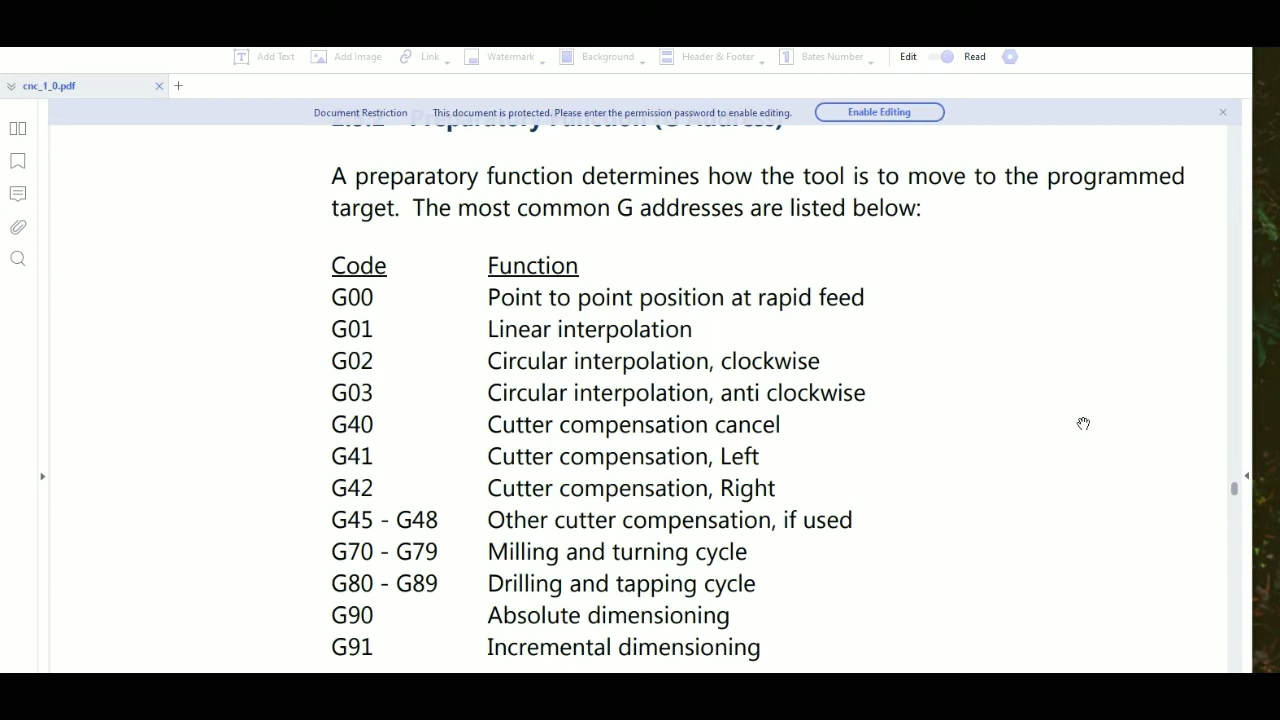 Add Text Add Image Link Watermark Background Header & Footer Bates Number Edit Read
cnc_1_0.pdf
Document Restriction This document is protected. Please enter the permission password to enable editing. Enable Editing
Preparatory Function (G Address)
A preparatory function determines how the tool is to move to the programmed
target. The most common G addresses are listed below:
Code Function
G00 Point to point position at rapid feed
G01 Linear interpolation
G02 Circular interpolation, clockwise
G03 Circular interpolation, anti clockwise
G40 Cutter compensation cancel
G41 Cutter compensation, Left
G42 Cutter compensation, Right
G45 - G48 Other cutter compensation, if used
G70 - G79 Milling and turning cycle
G80 - G89 Drilling and tapping cycle
G90 Absolute dimensioning
G91 Incremental dimensioning